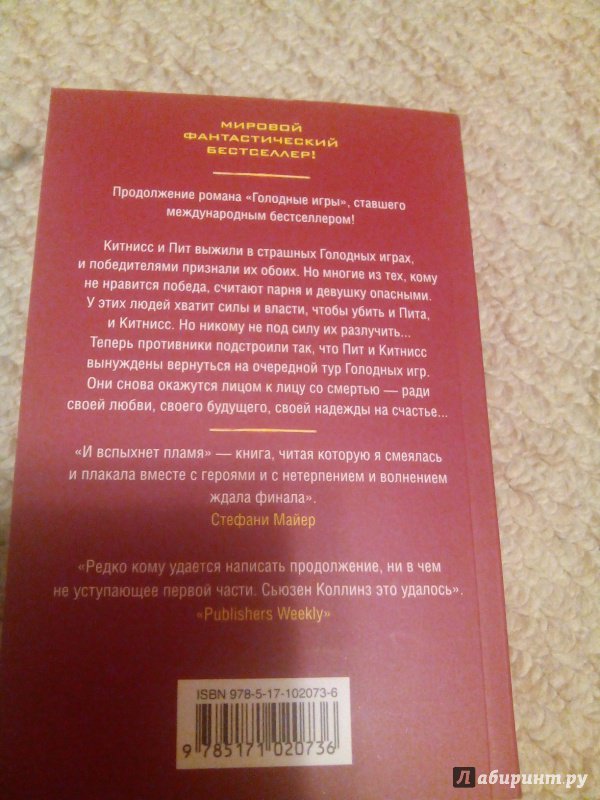 МИРОВОЙ
ФАНТАСТИЧЕСКИЙ
БЕСТСЕЛЛЕР!
Продолжение романа «Голодные игры», ставшего
международным бестселлером!
Китнисс и Пит выжили в страшных Голодных играх,
и победителями признали их обоих. Но многие из тех, кому
не нравится победа, считают парня и девушку опасными.
У этих людей хватит силы и власти, чтобы убить и Пита,
и Китнисс. Но никому не под силу их разлучить...
Теперь противники подстроили так, что Пит и Китнисс
вынуждены вернуться на очередной тур Голодных игр.
Они снова окажутся лицом к лицу со смертью — ради
своей любви, своего будущего, своей надежды на счастье...
«И вспыхнет пламя» — книга, читая которую я смеялась
и плакала вместе с героями и с нетерпением и волнением
ждала финала».
Стефани Майер
«Редко кому удается написать продолжение, ни в чем
не уступающее первой части. Сьюзен Коллинз это удалось».
«Publishers Weekly»
ISBN 978-5-17-102073-6
9 785171 020736
Лабиринт.ру